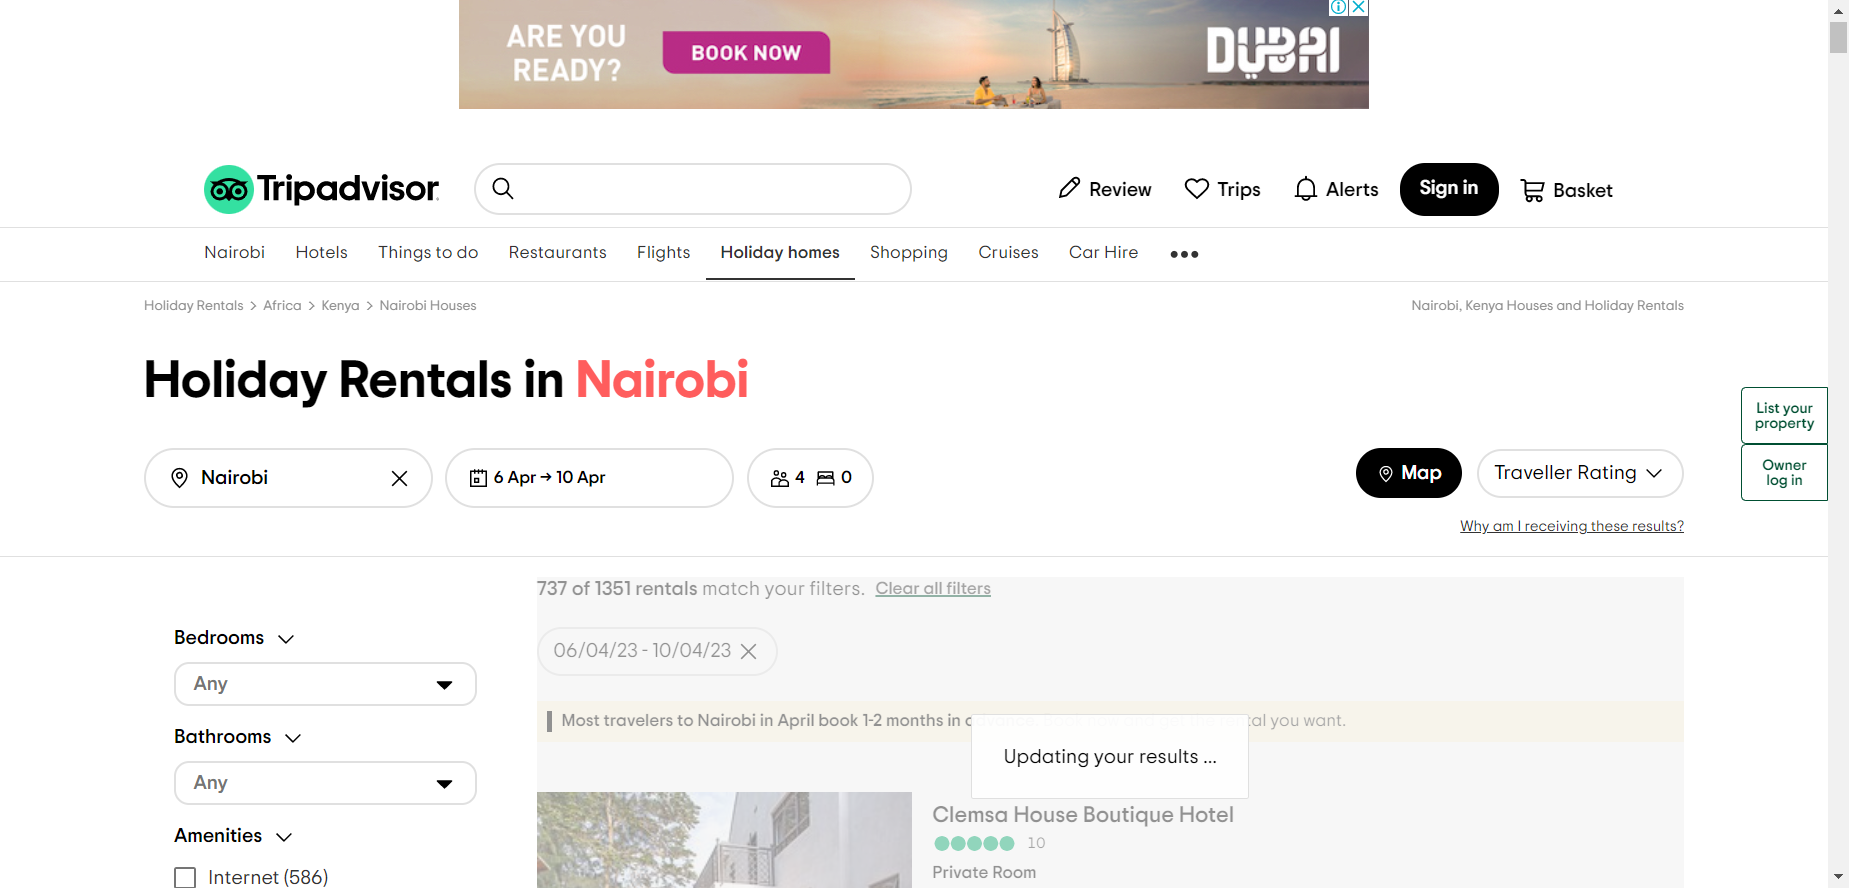 ARE YOU
READY?
BOOK NOW
DUBAI
Tripadvisor
Review
Trips
Alerts
Sign in
Basket
Nairobi
Hotels
Things to do
Restaurants
Flights
Holiday homes
Shopping
Cruises
Car Hire
Holiday Rentals > Africa > Kenya > Nairobi Houses
Nairobi, Kenya Houses and Holiday Rentals
Holiday Rentals in Nairobi
List your
property
Owner
log in
Nairobi
6 Apr → 10 Apr
4
0
Map
Traveller Rating
Why am I receiving these results?
737 of 1351 rentals match your filters. Clear all filters
Bedrooms
Any
06/04/23 - 10/04/23
Most travelers to Nairobi in April book 1-2 months in you want.
Bathrooms
Updating your results ...
Any
Clemsa House Boutique Hotel
Amenities
10
Private Room
Internet (586)